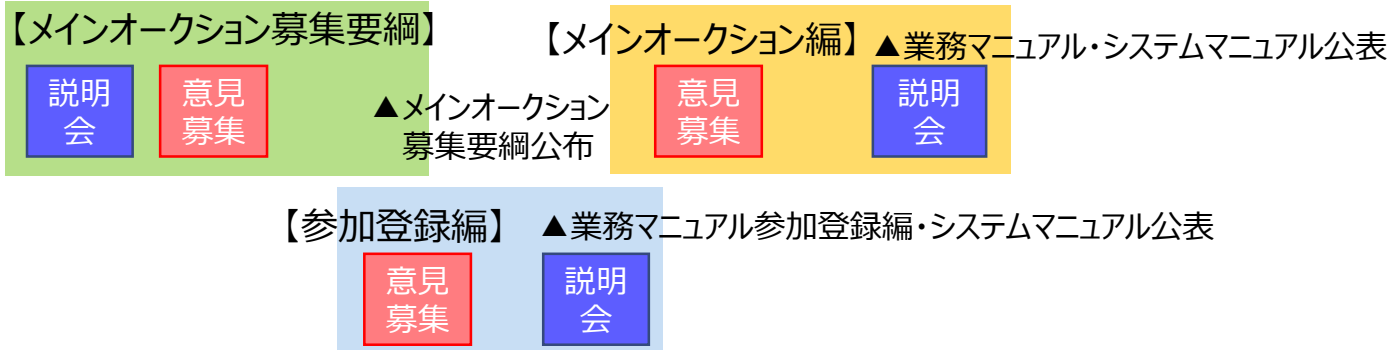 【メインオークション募集要綱】
説明
会
意見
募集
▲メインオークション
募集要綱公布
【メインオークション編】
▲業務マニュアル・システムマニュアル公表
意見
募集
説明
会
【参加登録編】
▲業務マニュアル参加登録編・システムマニュアル公表
意見
募集
説明
会